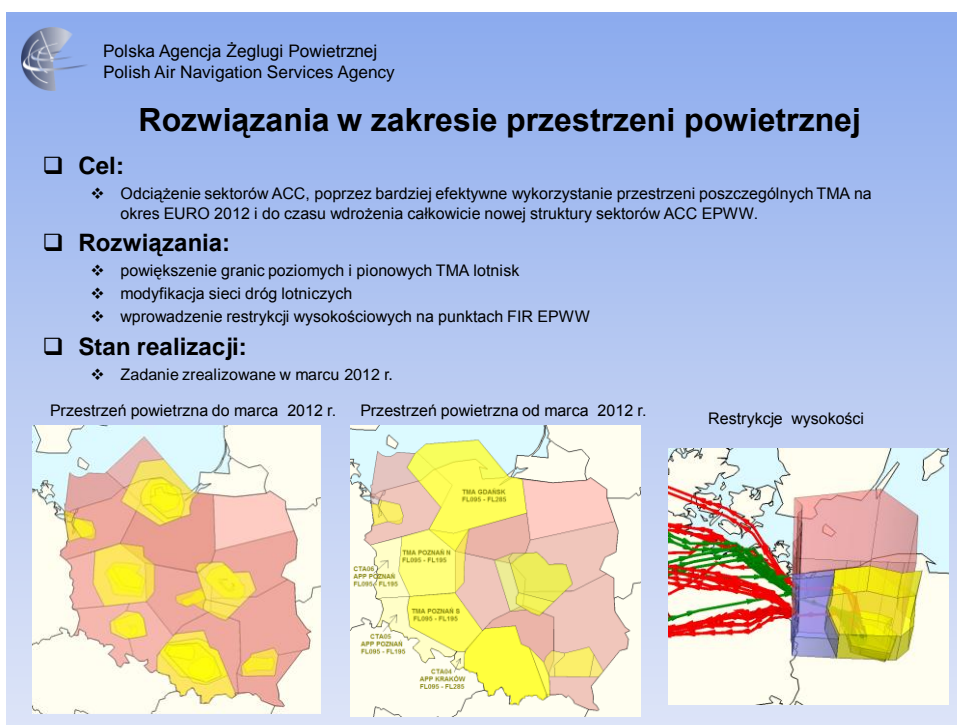 Polska Agencja Żeglugi Powietrznej
Polish Air Navigation Services Agency
Rozwiązania w zakresie przestrzeni powietrznej
Cel:
Odciążenie sektorów ACC, poprzez bardziej efektywne wykorzystanie przestrzeni poszczególnych TMA na
okres EURO 2012 i do czasu wdrożenia całkowicie nowej struktury sektorów ACC EPWW.
Rozwiązania:
powiększenie granic poziomych i pionowych TMA lotnisk
modyfikacja sieci dróg lotniczych
wprowadzenie restrykcji wysokościowych na punktach FIR EPWW
Stan realizacji:
Zadanie zrealizowane w marcu 2012 r.
Przestrzeń powietrzna do marca 2012 r.
Przestrzeń powietrzna od marca 2012 r.
Restrykcje wysokości
TMA GDAŃSK
FL095 - FL285
TMA POZNAŃ N
FL095 - FL195
CTA06
APP POZNAŃ
FL095 - FL195
TMA POZNAŃ S
FL095 - FL195
CTA05
APP POZNAŃ
FL095 - FL195
CTA04
APP KRAKÓW
FL095 - FL285